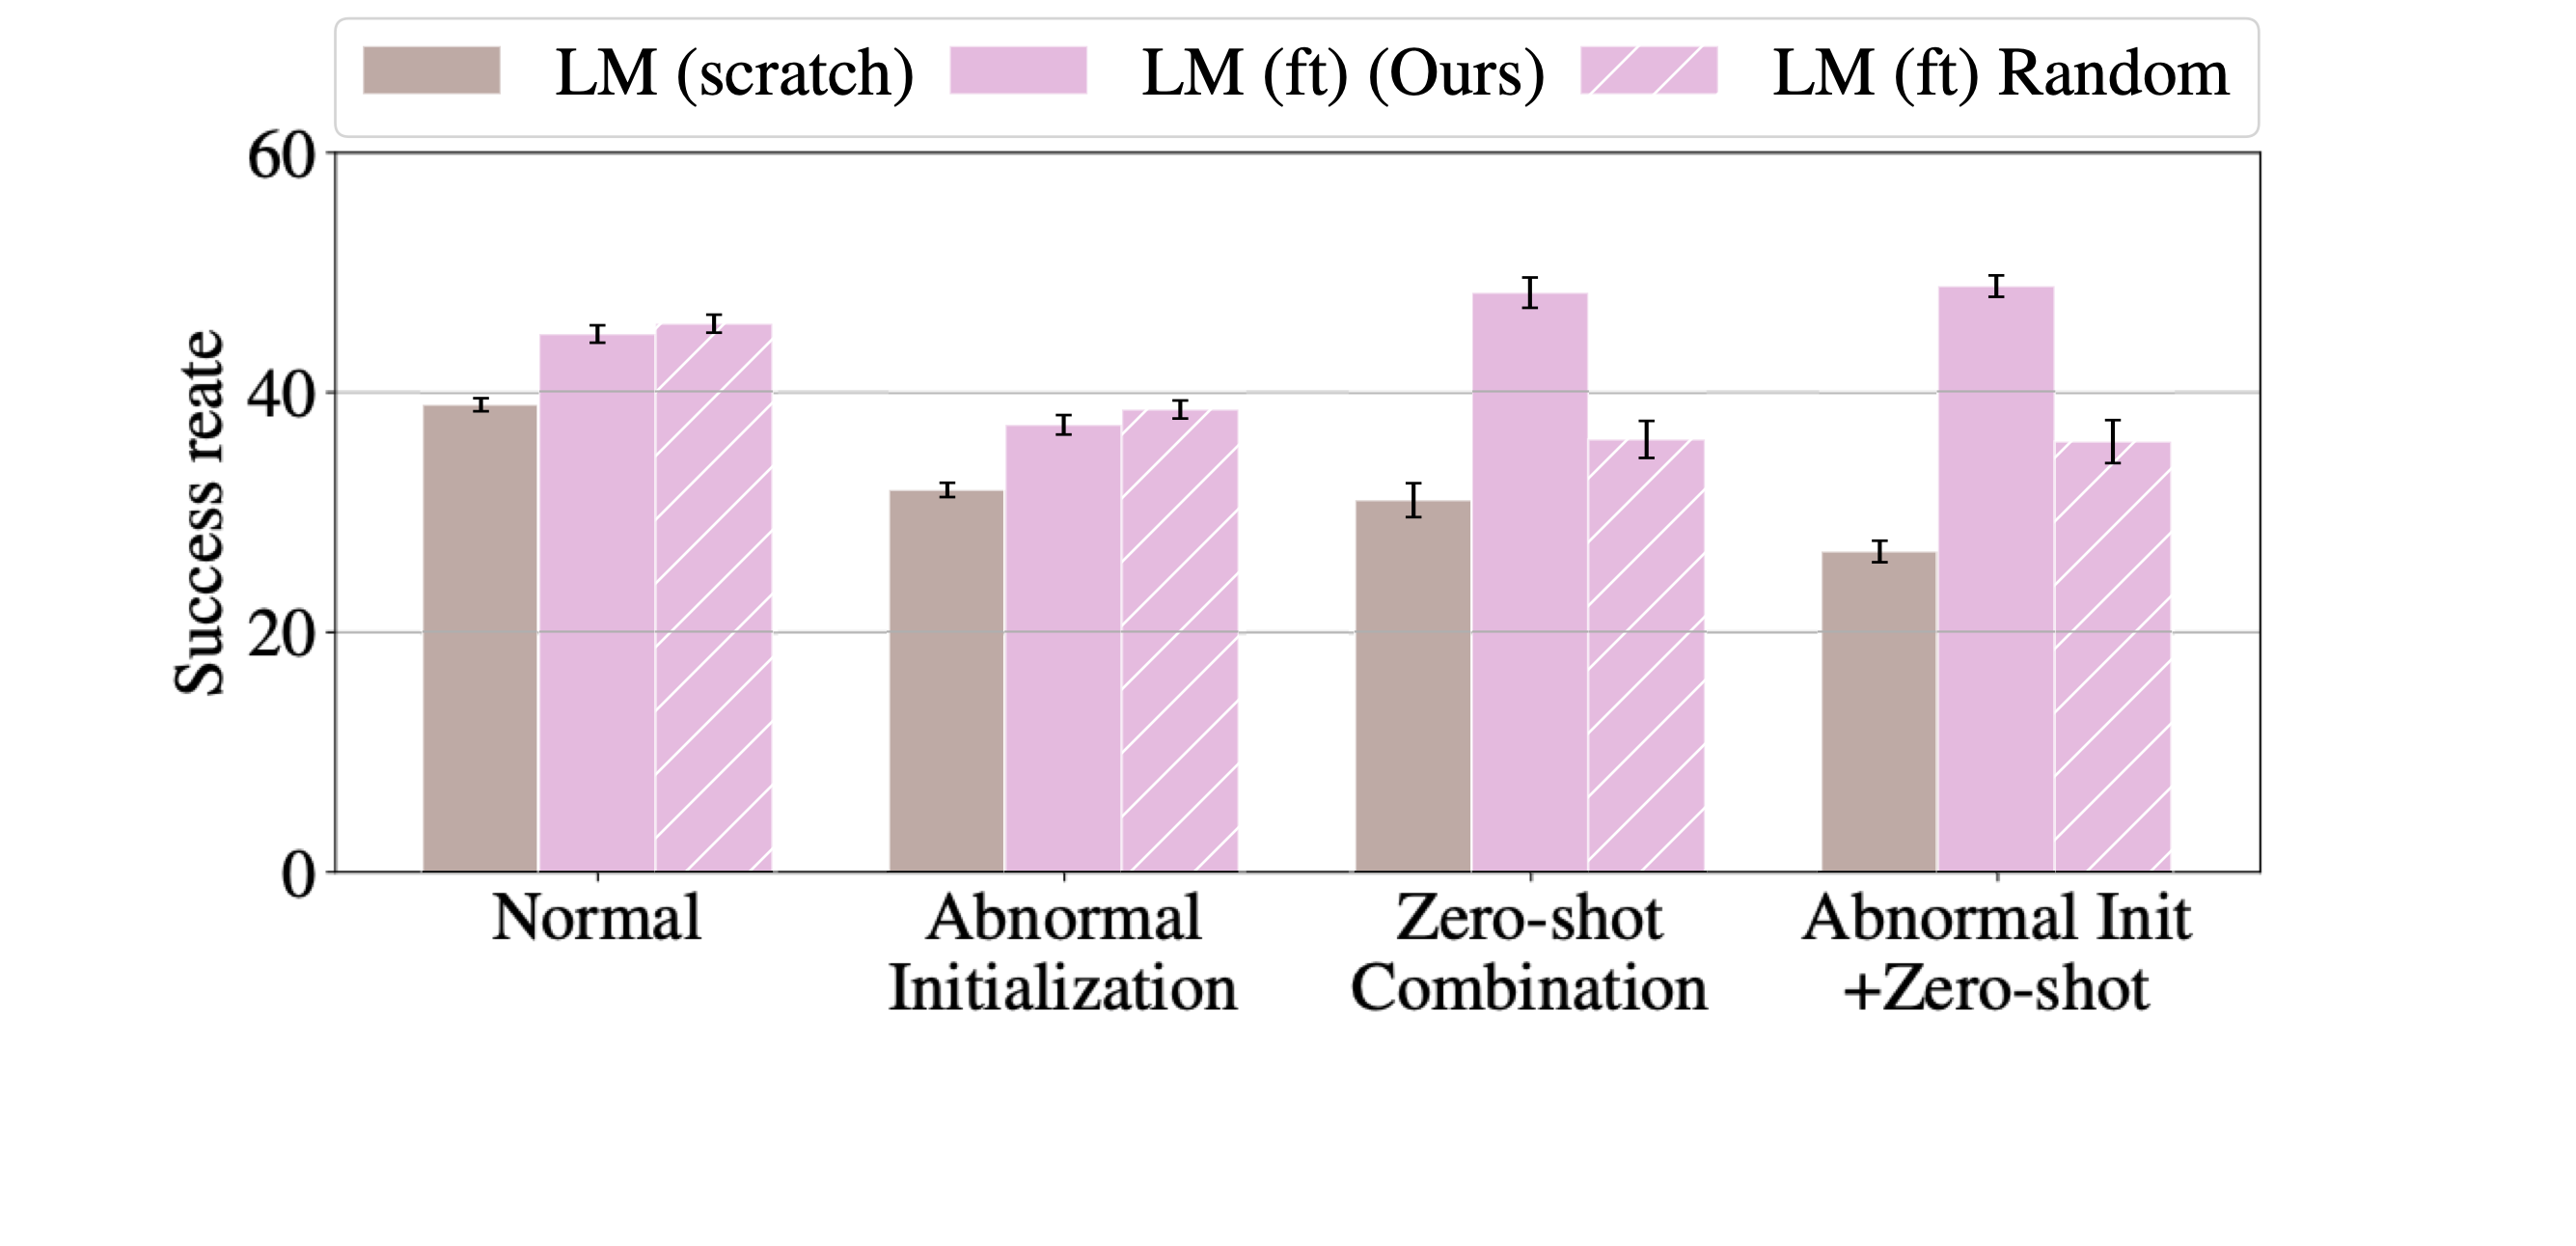 LM (scratch) LM (ft) (Ours) LM (ft) Random
60
40
20
0
Success reate
Normal
Abnormal
Initialization
Zero-shot
Combination
Abnormal Init
+Zero-shot